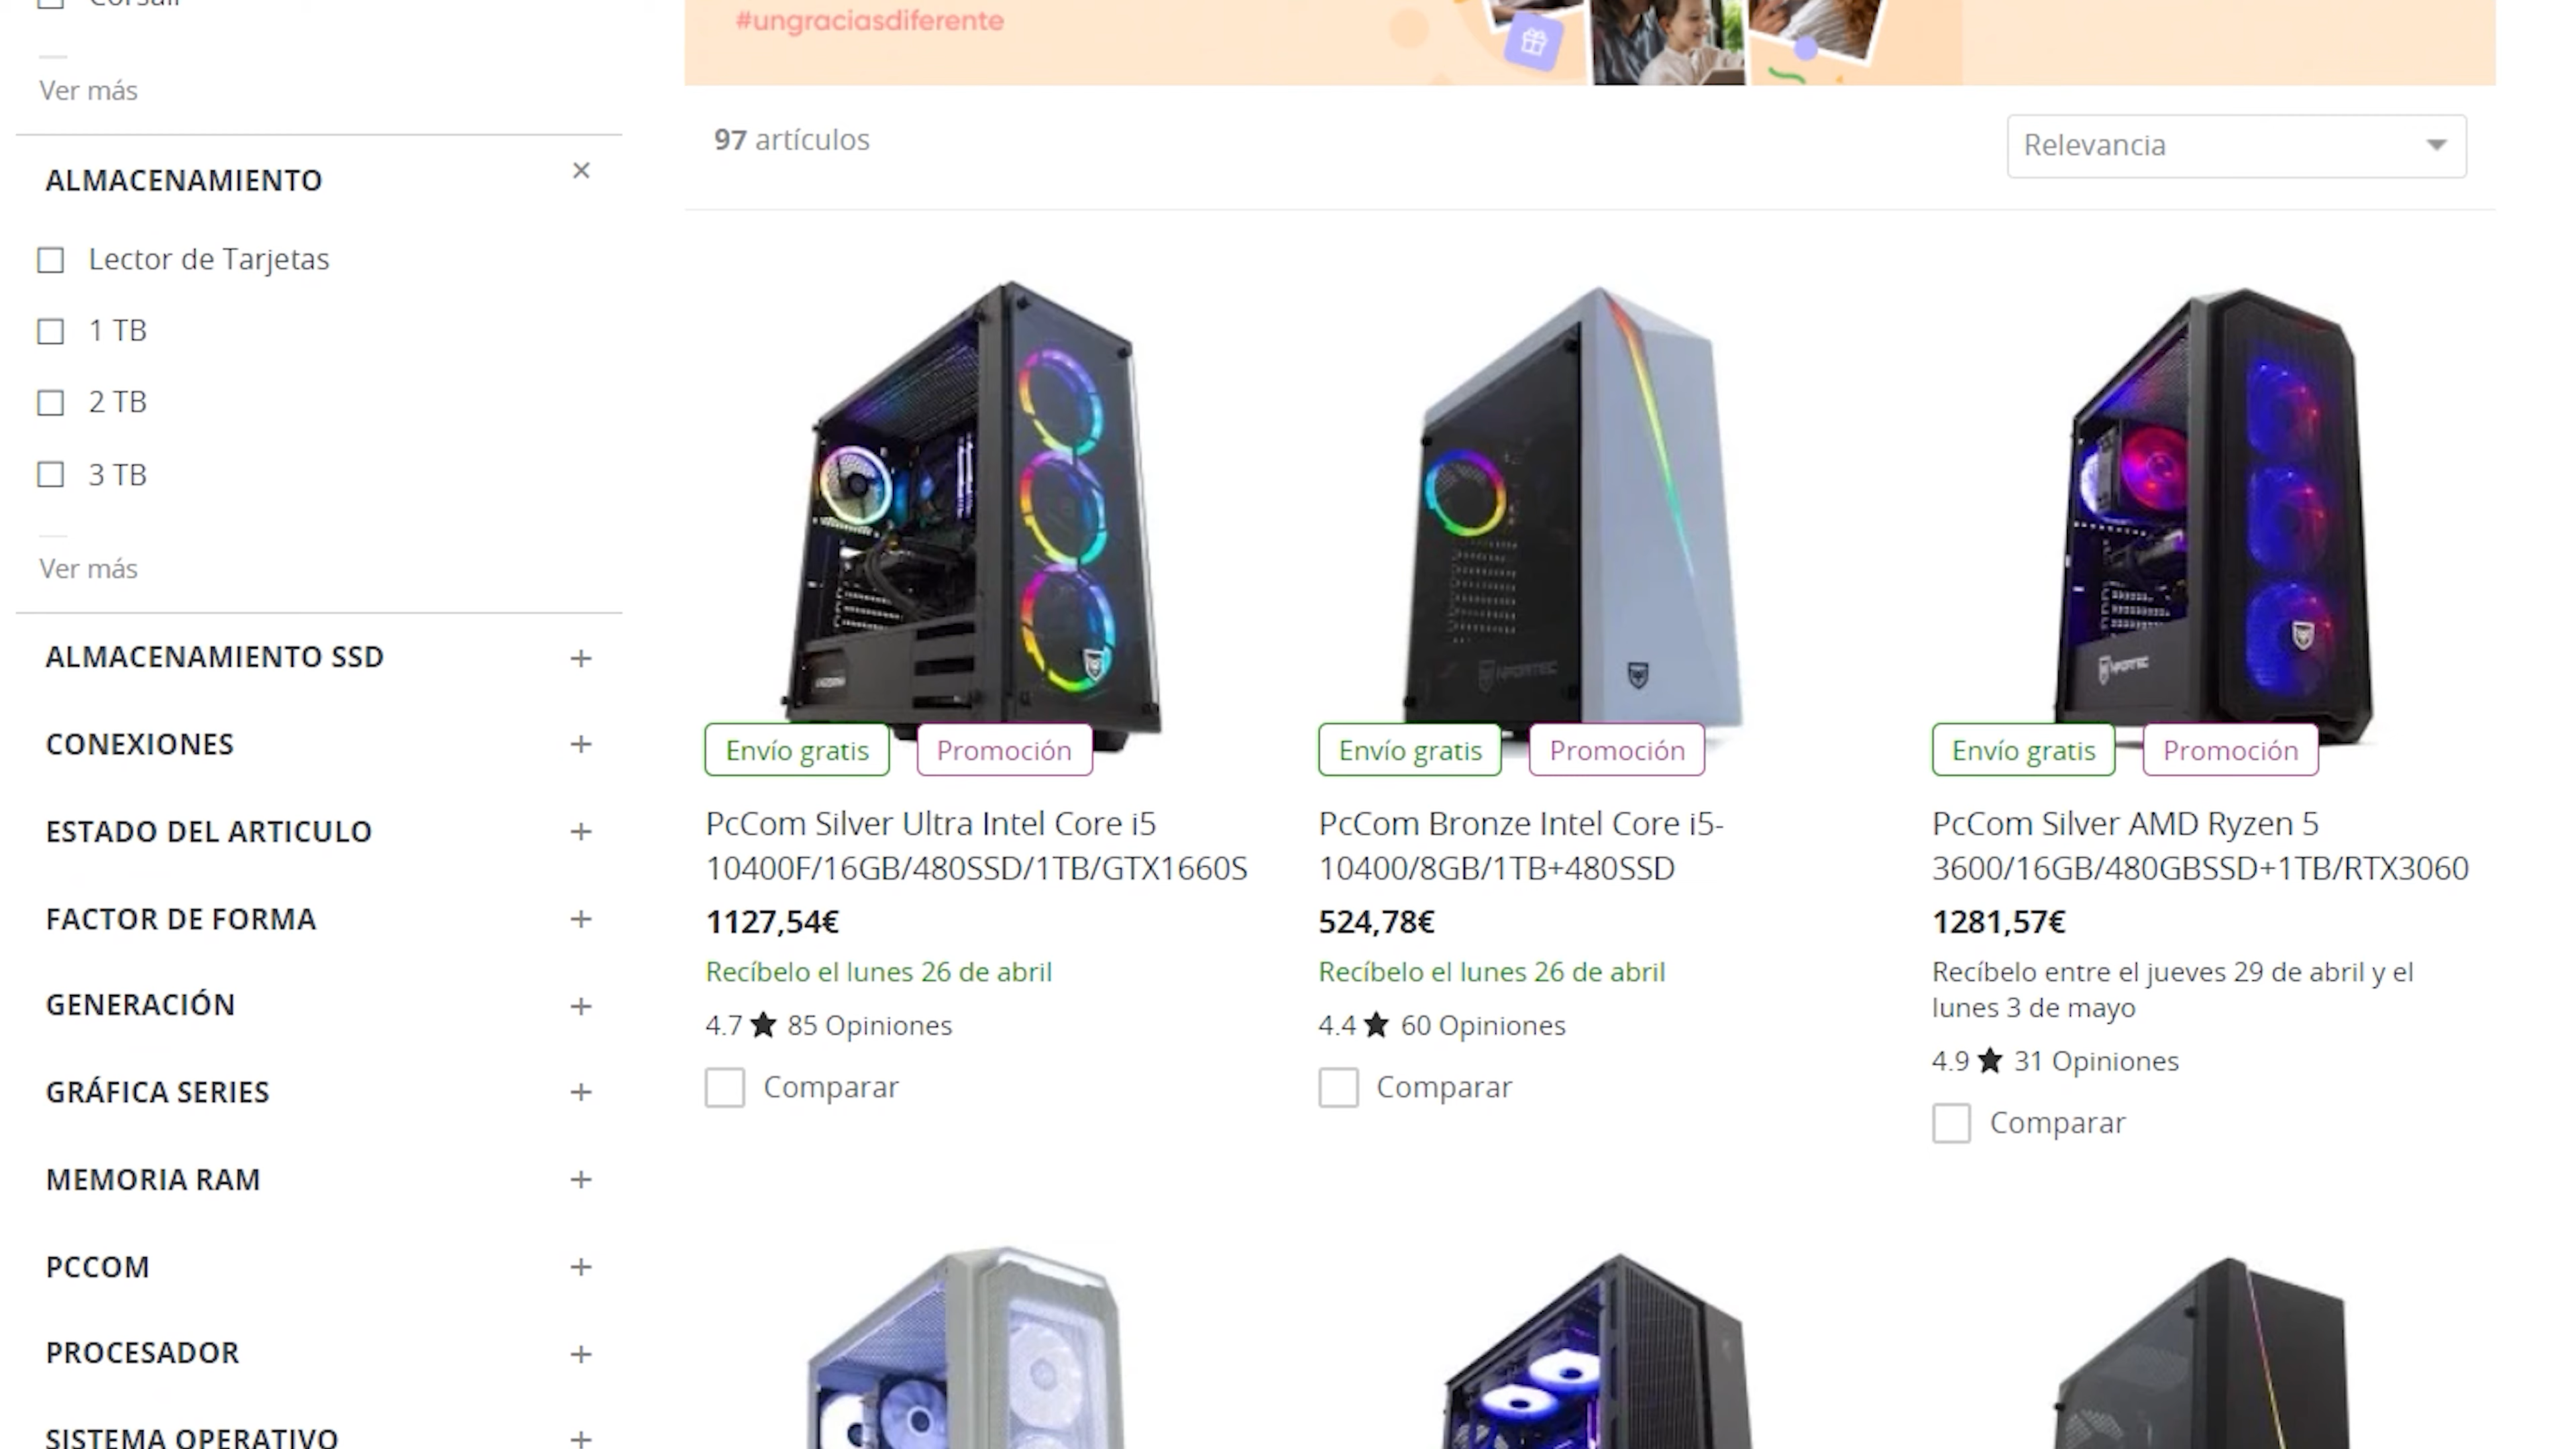 Corsair
Ver más
ALMACENAMIENTO
Lector de Tarjetas
1 TB
2 TB
3 TB
Ver más
ALMACENAMIENTO SSD
CONEXIONES
ESTADO DEL ARTICULO
FACTOR DE FORMA
GENERACIÓN
GRÁFICA SERIES
MEMORIA RAM
PCCOM
PROCESADOR
SISTEMA OPERATIVO
#ungraciasdiferente
97 artículos
Relevancia
Envío gratis
Promoción
PcCom Silver Ultra Intel Core i5
10400F/16GB/480SSD/1TB/GTX1660S
1127,54€
Recíbelo el lunes 26 de abril
4.7 ★ 85 Opiniones
Comparar
NFORTEC
Envío gratis
Promoción
PcCom Bronze Intel Core i5-
10400/8GB/1TB+480SSD
524,78€
Recíbelo el lunes 26 de abril
4.4 ★ 60 Opiniones
Comparar
NFORTEC
Envío gratis
Promoción
PcCom Silver AMD Ryzen 5
3600/16GB/480GBSSD+1TB/RTX3060
1281,57€
Recíbelo entre el jueves 29 de abril y el
lunes 3 de mayo
4.9 ★ 31 Opiniones
Comparar